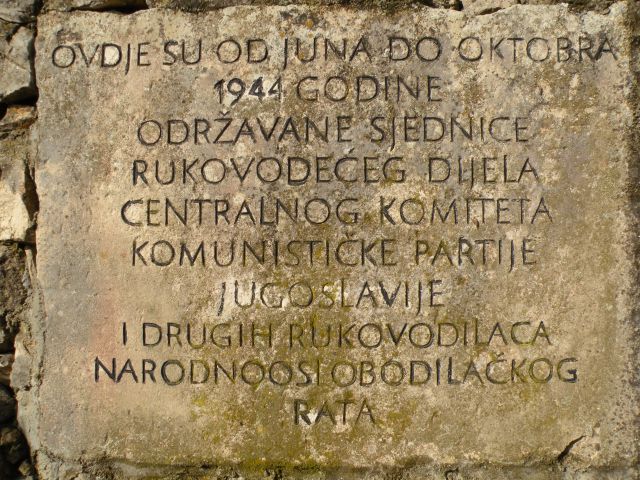 OVDJE SU OD JUNA DO OKTOBRA
1944 GODINE
ODRŽAVANE SJEDNICE
RUKOVODEĆEG DIJELA
CENTRALNOG KOMITETA
KOMUNISTIČKE PARTIJE
JUGOSLAVIJE
I DRUGIH RUKOVODILACA
NARODNOOSLOBODILAČKOG
RATA